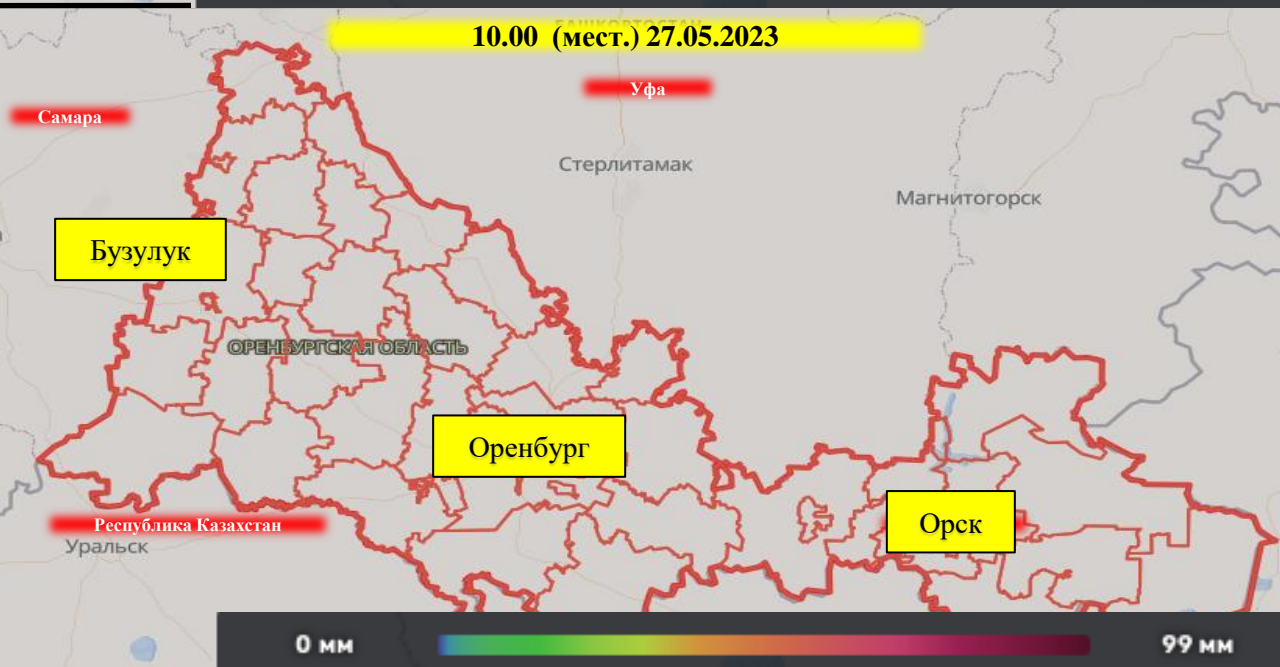 БАШКОРТОСТАН
10.00 (мест.) 27.05.2023
Уфа
Самара
Стерлитамак
Магнитогорск
Бузулук
ОРЕНБУРГСКАЯ ОБЛАСТЬ
Оренбург
Орск
Республика Казахстан
Уральск
0 мм
99 мм